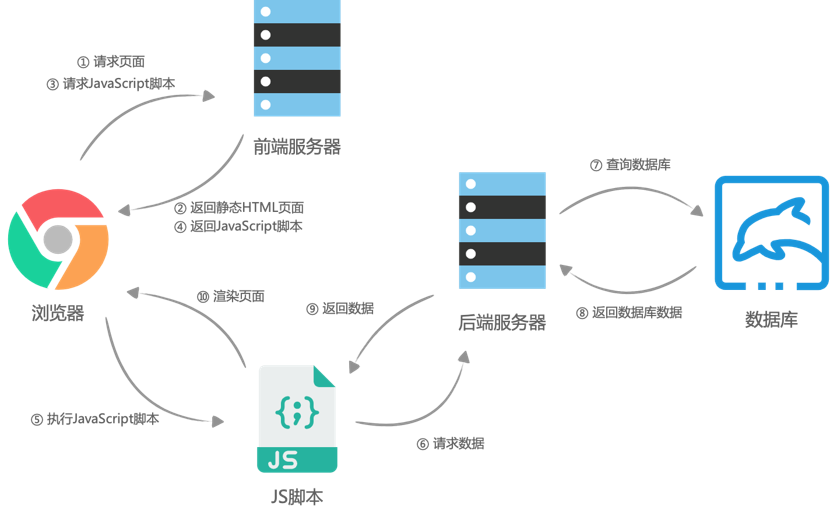 ① 请求页面
③ 请求JavaScript脚本
前端服务器
② 返回静态HTML页面
④ 返回JavaScript脚本
⑦ 查询数据库
浏览器
⑩ 渲染页面
⑨ 返回数据
后端服务器
⑧ 返回数据库数据
数据库
⑤ 执行JavaScript脚本
{;}
JS
⑥ 请求数据
JS脚本